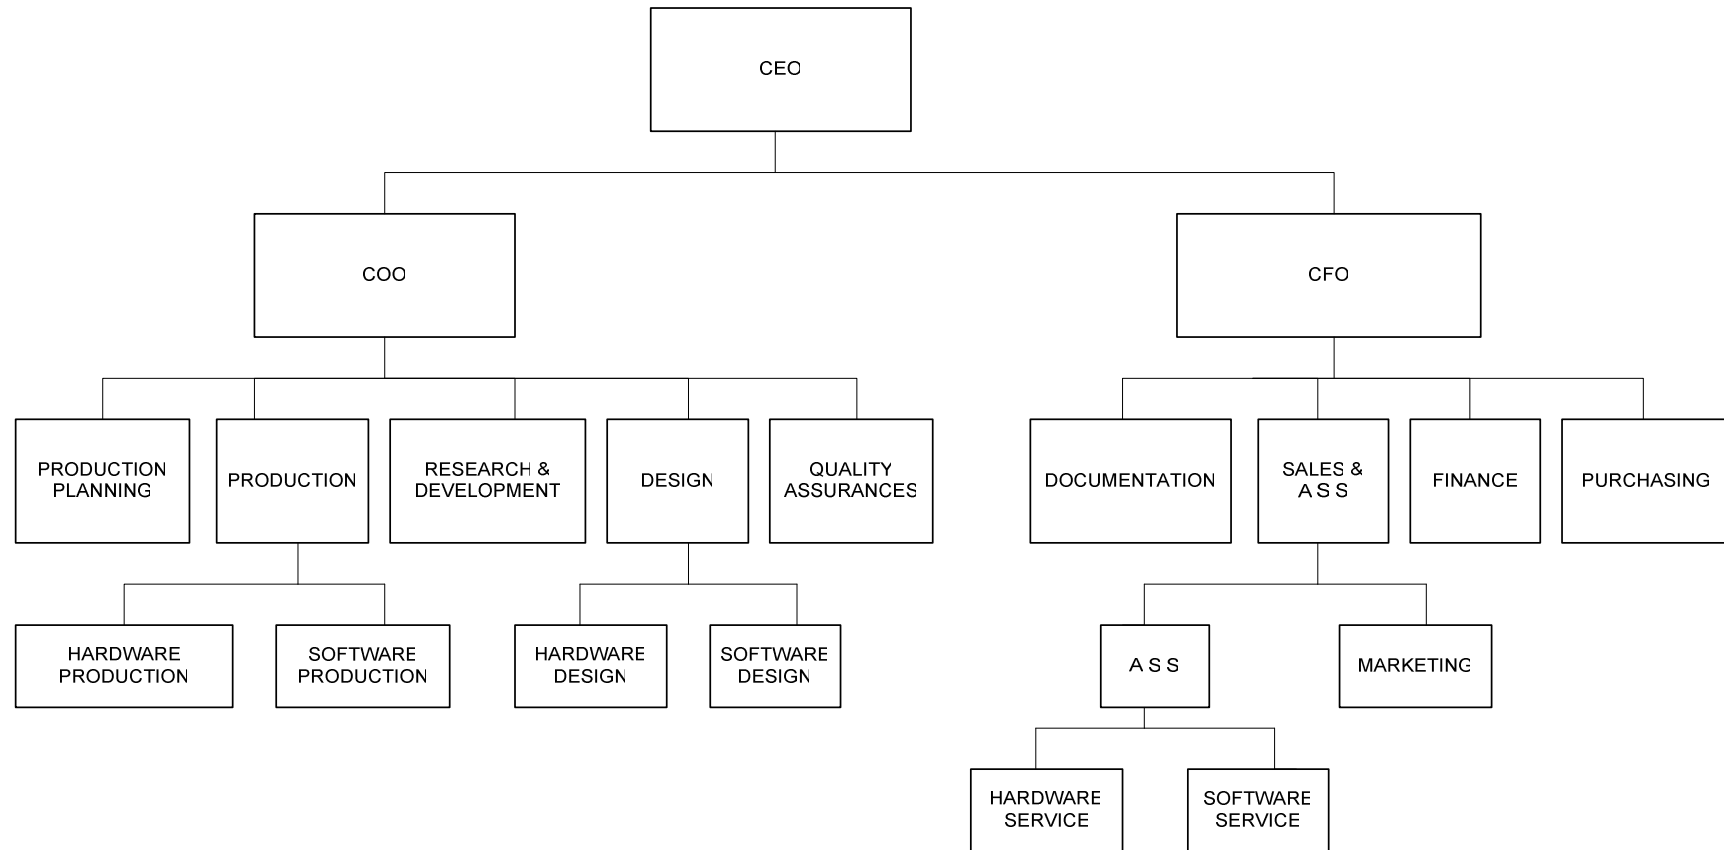 CEO
COO
CFO
PRODUCTION
PLANNING
PRODUCTION
RESEARCH &
DEVELOPMENT
DESIGN
QUALITY
ASSURANCES
DOCUMENTATION
SALES &
A S S
FINANCE
PURCHASING
HARDWARE
PRODUCTION
SOFTWARE
PRODUCTION
HARDWARE
DESIGN
SOFTWARE
DESIGN
A S S
MARKETING
HARDWARE
SERVICE
SOFTWARE
SERVICE